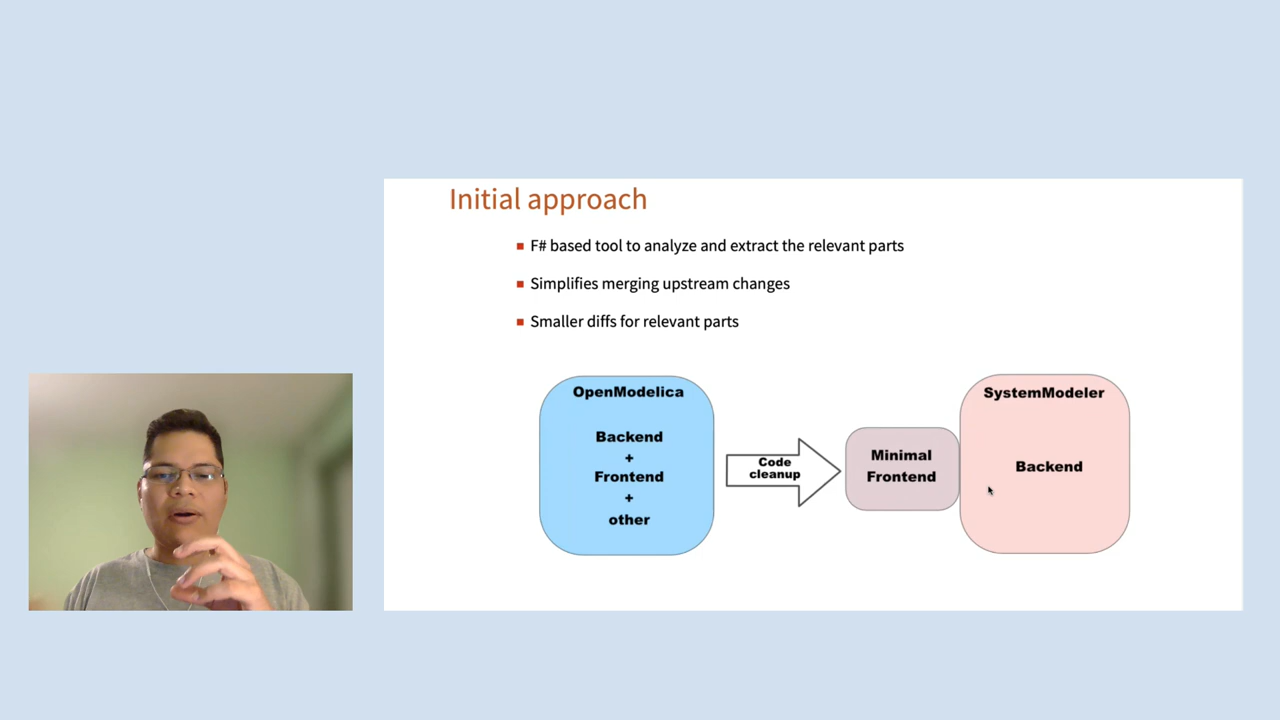 Initial approach
F# based tool to analyze and extract the relevant parts
Simplifies merging upstream changes
Smaller diffs for relevant parts
OpenModelica
Backend
+
Frontend
+
other
Code
cleanup
Minimal
Frontend
SystemModeler
Backend